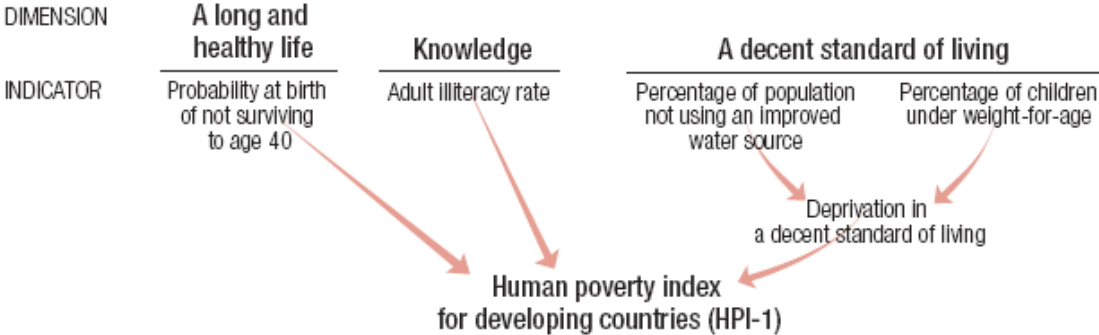 DIMENSION
A long and
healthy life
Knowledge
A decent standard of living
INDICATOR
Probability at birth
of not surviving
to age 40
Adult illiteracy rate
Percentage of population
not using an improved
water source
Percentage of children
under weight-for-age
Deprivation in
a decent standard of living
Human poverty index
for developing countries (HPI-1)